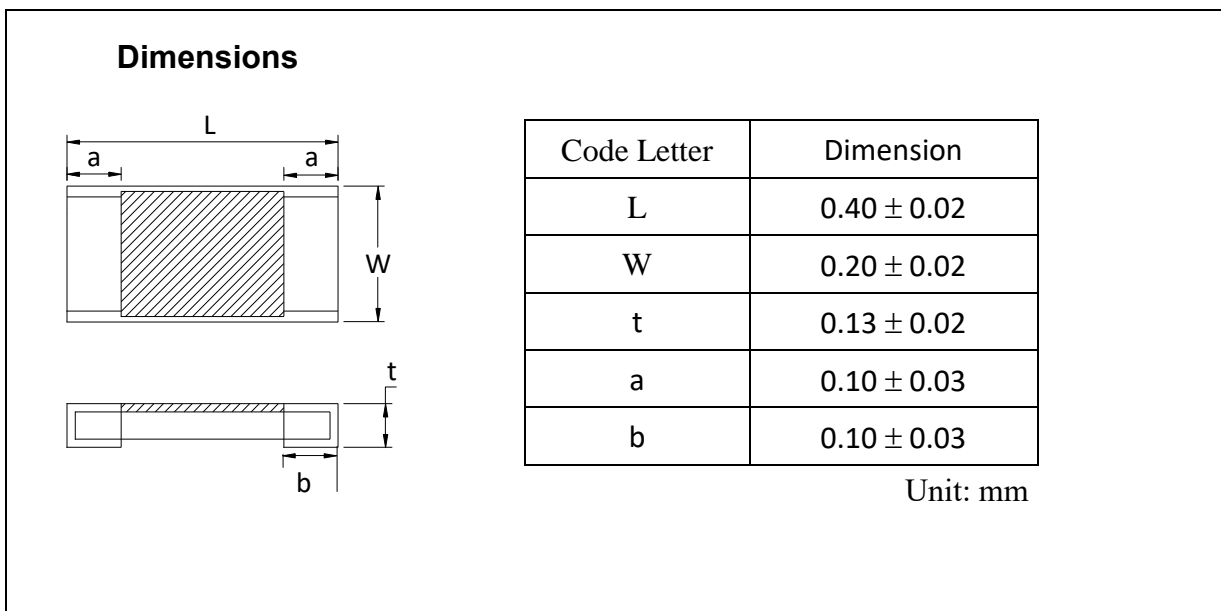 Dimensions
L
a a
W
t
b
Code Letter Dimension
L 0.40 ± 0.02
W 0.20 ± 0.02
t 0.13 ± 0.02
a 0.10 ± 0.03
b 0.10 ± 0.03
Unit: mm